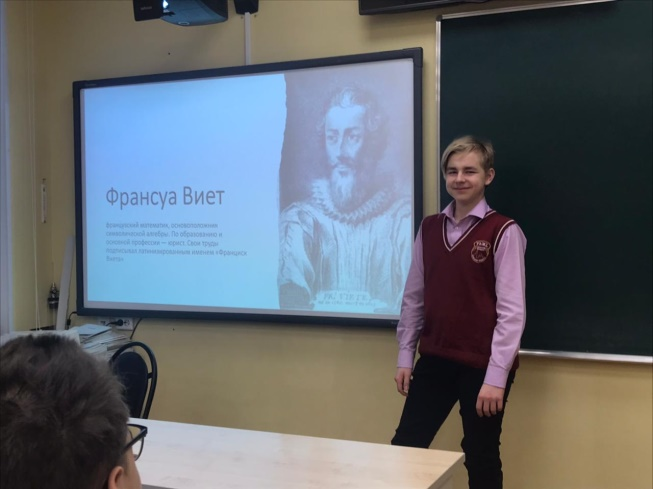 Франсуа Виет
Французский математик, основоположник
символической алгебры. По образованию и
основной профессии — юрист. Свои труды
подписывал латинизированным именем «Франциск
Виета»